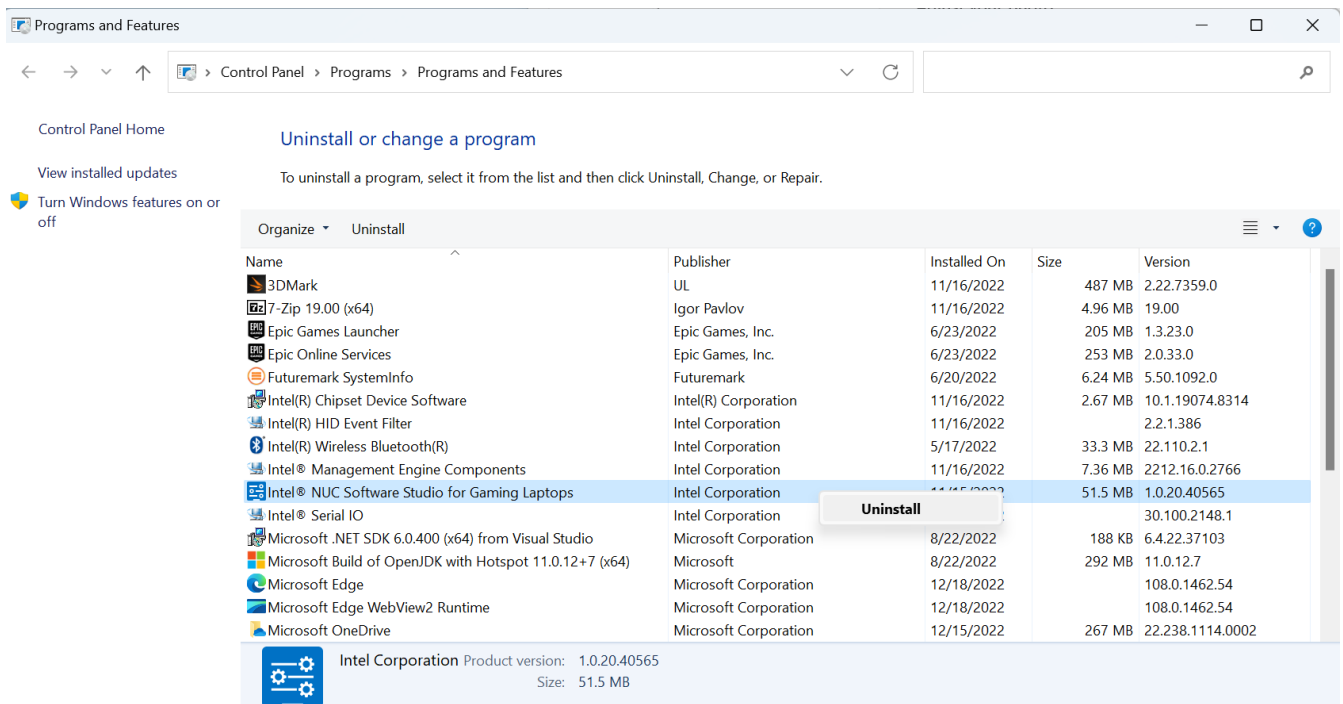 Programs and Features
Control Panel > Programs > Programs and Features
Control Panel Home
View installed updates
Turn Windows features on or
off
Uninstall or change a program
To uninstall a program, select it from the list and then click Uninstall, Change, or Repair.
Organize Uninstall
Name Publisher Installed On Size Version
3DMark UL 11/16/2022 487 MB 2.22.7359.0
7z 7-Zip 19.00 (x64) Igor Pavlov 11/16/2022 4.96 MB 19.00
EPIC Epic Games Launcher Epic Games, Inc. 6/23/2022 205 MB 1.3.23.0
EPIC Epic Online Services Epic Games, Inc. 6/23/2022 253 MB 2.0.33.0
Futuremark SystemInfo Futuremark 6/20/2022 6.24 MB 5.50.1092.0
Intel(R) Chipset Device Software Intel(R) Corporation 11/16/2022 2.67 MB 10.1.19074.8314
Intel(R) HID Event Filter Intel Corporation 11/16/2022 2.2.1.386
Intel(R) Wireless Bluetooth(R) Intel Corporation 5/17/2022 33.3 MB 22.110.2.1
Intel® Management Engine Components Intel Corporation 11/16/2022 7.36 MB 2212.16.0.2766
Intel® NUC Software Studio for Gaming Laptops Intel Corporation 51.5 MB 1.0.20.40565
Uninstall
Intel® Serial IO Intel Corporation 30.100.2148.1
Microsoft .NET SDK 6.0.400 (x64) from Visual Studio Microsoft Corporation 8/22/2022 188 KB 6.4.22.37103
Microsoft Build of OpenJDK with Hotspot 11.0.12+7 (x64) Microsoft 8/22/2022 292 MB 11.0.12.7
Microsoft Edge Microsoft Corporation 12/18/2022 108.0.1462.54
Microsoft Edge WebView2 Runtime Microsoft Corporation 12/18/2022 108.0.1462.54
Microsoft OneDrive Microsoft Corporation 12/15/2022 267 MB 22.238.1114.0002
Intel Corporation Product version: 1.0.20.40565
Size: 51.5 MB